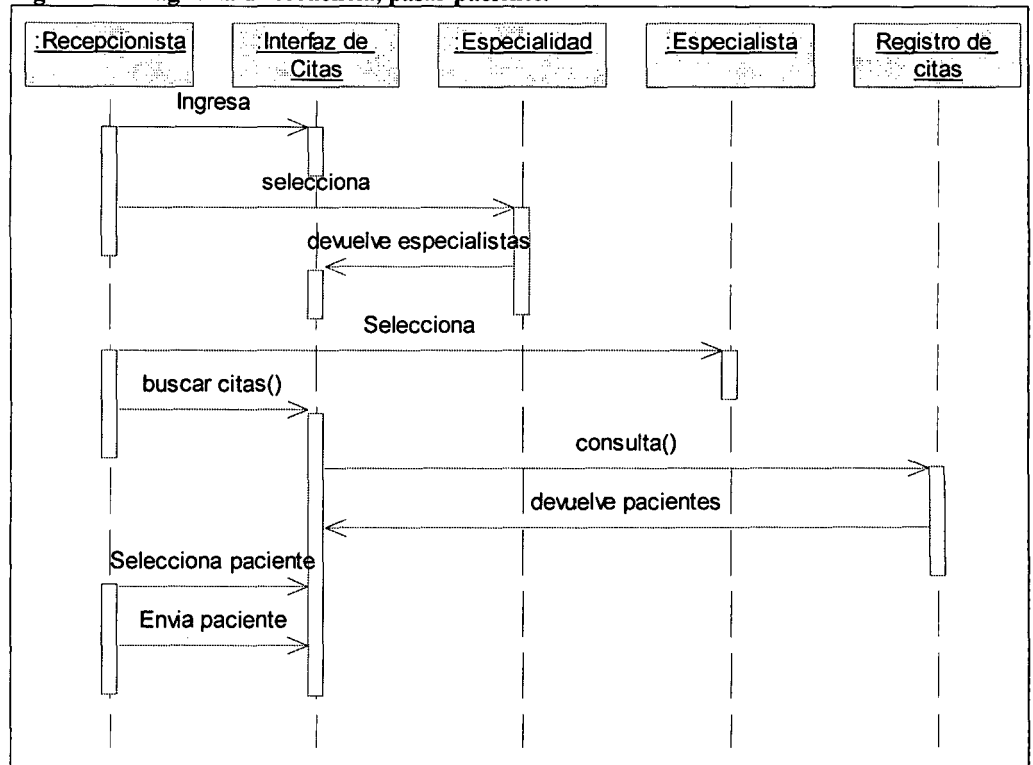 :Recepcionista
:Interfaz de
Citas
:Especialidad
:Especialista
Registro de
citas
Ingresa
selecciona
devuelve especialistas
Selecciona
buscar citas()
consulta()
devuelve pacientes
Selecciona paciente
Envia paciente